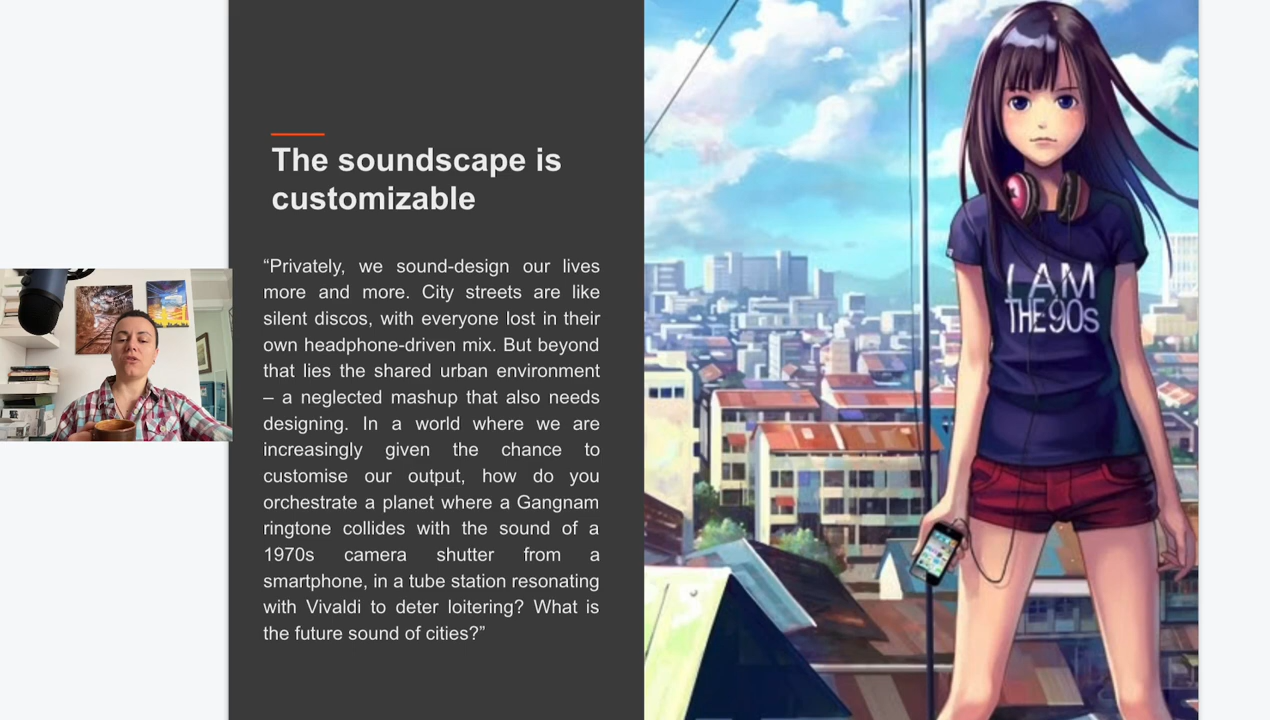 The soundscape is
customizable
“Privately, we sound-design our lives
more and more. City streets are like
silent discos, with everyone lost in their
own headphone-driven mix. But beyond
that lies the shared urban environment
– a neglected mashup that also needs
designing. In a world where we are
increasingly given the chance to
customise our output, how do you
orchestrate a planet where a Gangnam
ringtone collides with the sound of a
1970s camera shutter from a
smartphone, in a tube station resonating
with Vivaldi to deter loitering? What is
the future sound of cities?”
I AM
THE 90s